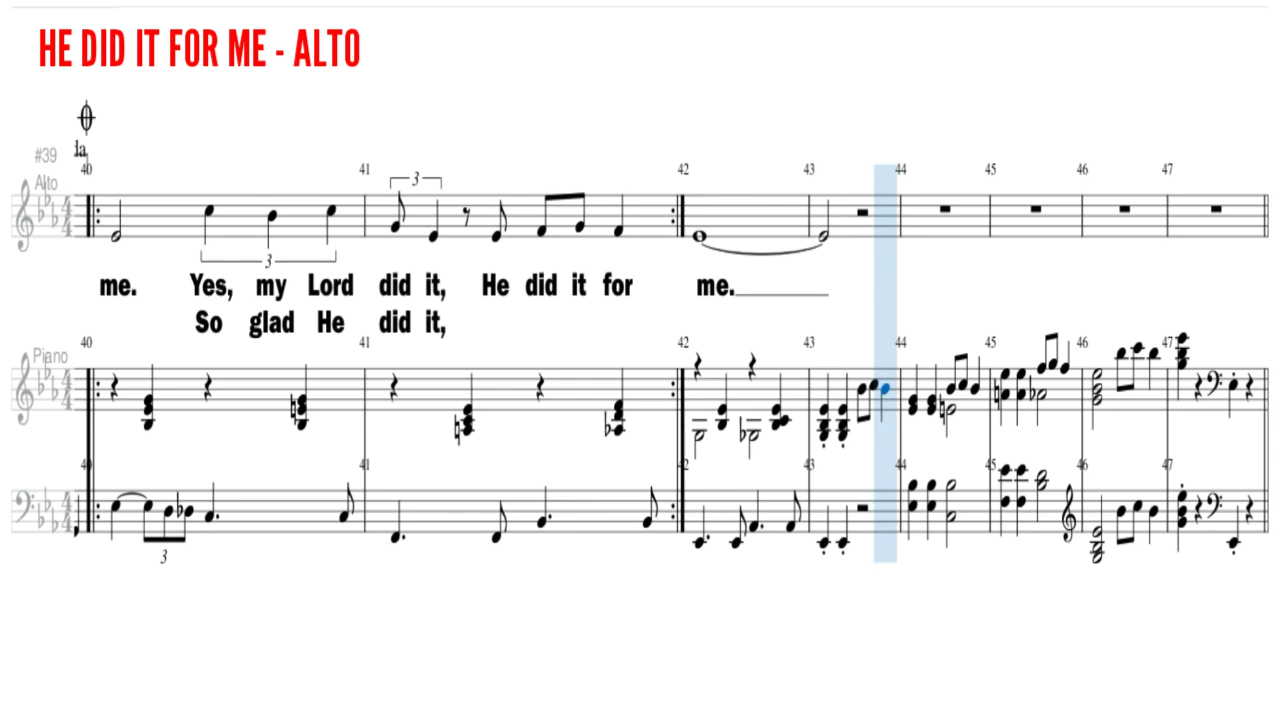 HE DID IT FOR ME - ALTO
#39
la
40 41 42 43 44 45 46 47
Alto
3
3
me. Yes, my Lord did it, He did it for me.
So glad He did it,
Piano
40 41 42 43 44 45 46 47
40 41 42 43 44 45 46 47
3